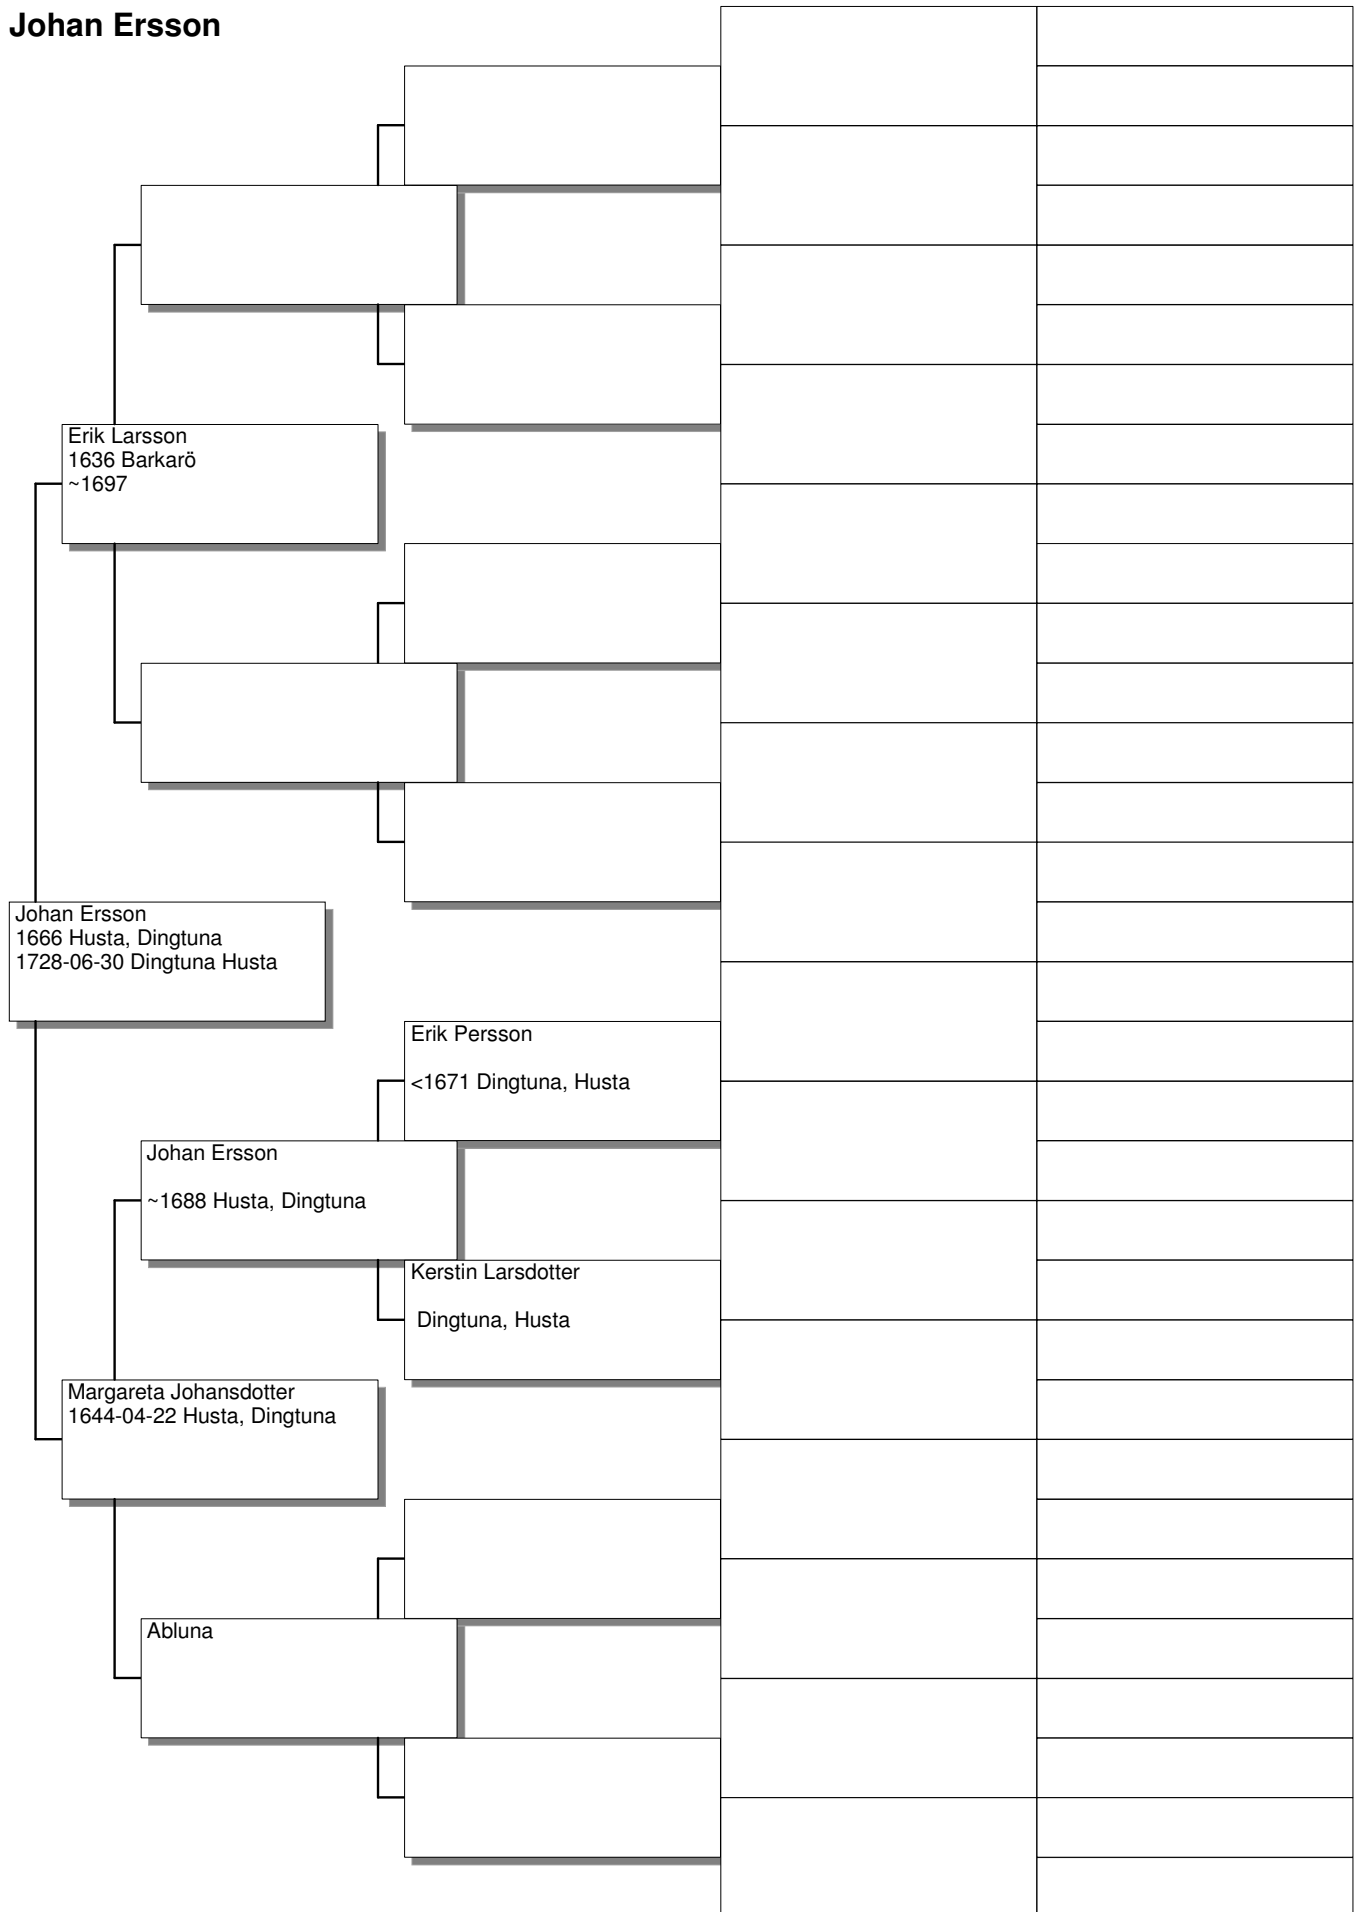 Johan Ersson
Erik Larsson
1636 Barkarö
~1697
Johan Ersson
1666 Husta, Dingtuna
1728-06-30 Dingtuna Husta
Erik Persson
<1671 Dingtuna, Husta
Johan Ersson
~1688 Husta, Dingtuna
Kerstin Larsdotter
Dingtuna, Husta
Margareta Johansdotter
1644-04-22 Husta, Dingtuna
Abluna